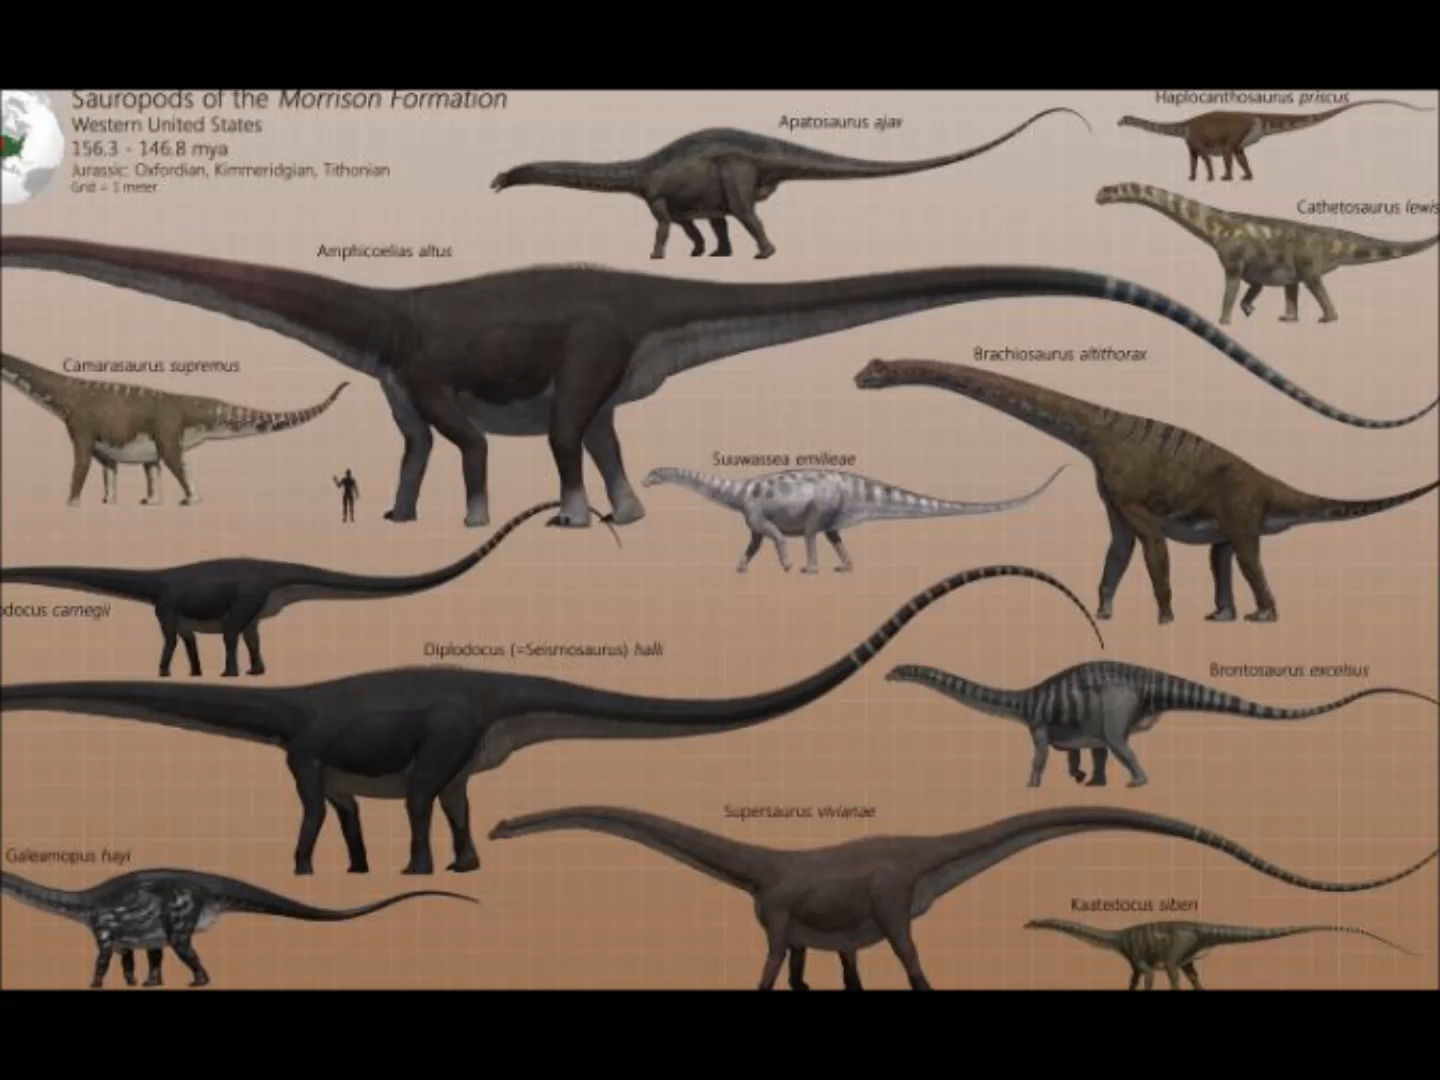 Sauropods of the Morrison Formation
Western United States
156.3 - 146.8 mya
Jurassic: Oxfordian, Kimmeridgian, Tithonian
Grid = 1 meter
Haplocanthosaurus priscus
Apatosaurus ajax
Cathetosaurus lewis
Amphicoelias altus
Brachiosaurus altithorax
Camarasaurus supremus
Suuwassea emilieae
odocus carnegii
Diplodocus (=Seismosaurus) halli
Brontosaurus excelsus
Supersaurus vivianae
Galeamopus hayi
Kaatedocus siberi